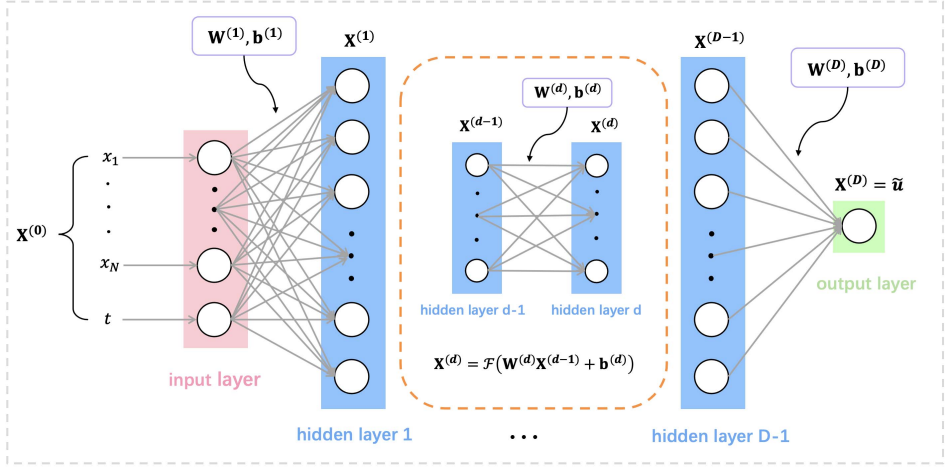 W⁽¹⁾, b⁽¹⁾
X⁽¹⁾
X⁽ᴰ⁻¹⁾
W⁽ᴰ⁾, b⁽ᴰ⁾
W⁽ᵈ⁾, b⁽ᵈ⁾
X⁽ᵈ⁻¹⁾
X⁽ᵈ⁾
x₁
X⁽⁰⁾
x_N
t
X⁽ᴰ⁾ = ũ
input layer
output layer
hidden layer d-1
hidden layer d
X⁽ᵈ⁾ = ℱ(W⁽ᵈ⁾X⁽ᵈ⁻¹⁾ + b⁽ᵈ⁾)
hidden layer 1
...
hidden layer D-1